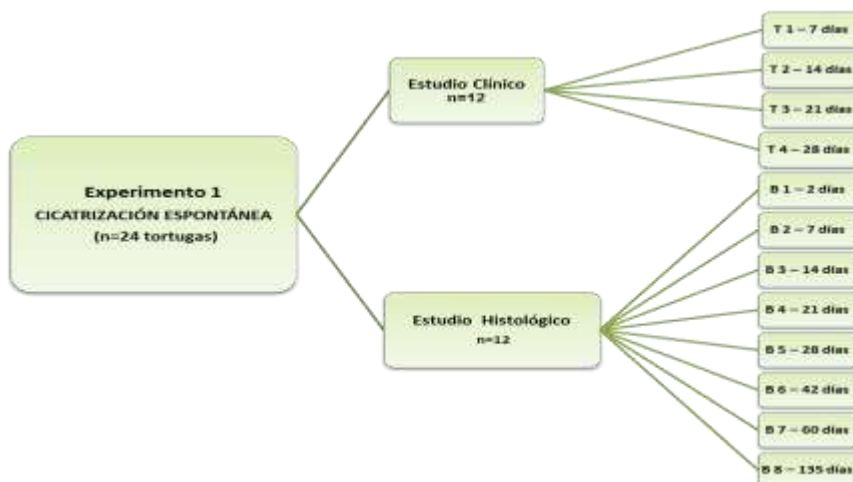 Experimento 1
CICATRIZACIÓN ESPONTÁNEA
(n=24 tortugas)
Estudio Clínico
n=12
T 1 – 7 días
T 2 – 14 días
T 3 – 21 días
T 4 – 28 días
Estudio Histológico
n=12
B 1 – 2 días
B 2 – 7 días
B 3 – 14 días
B 4 – 21 días
B 5 – 28 días
B 6 – 42 días
B 7 – 60 días
B 8 – 135 días